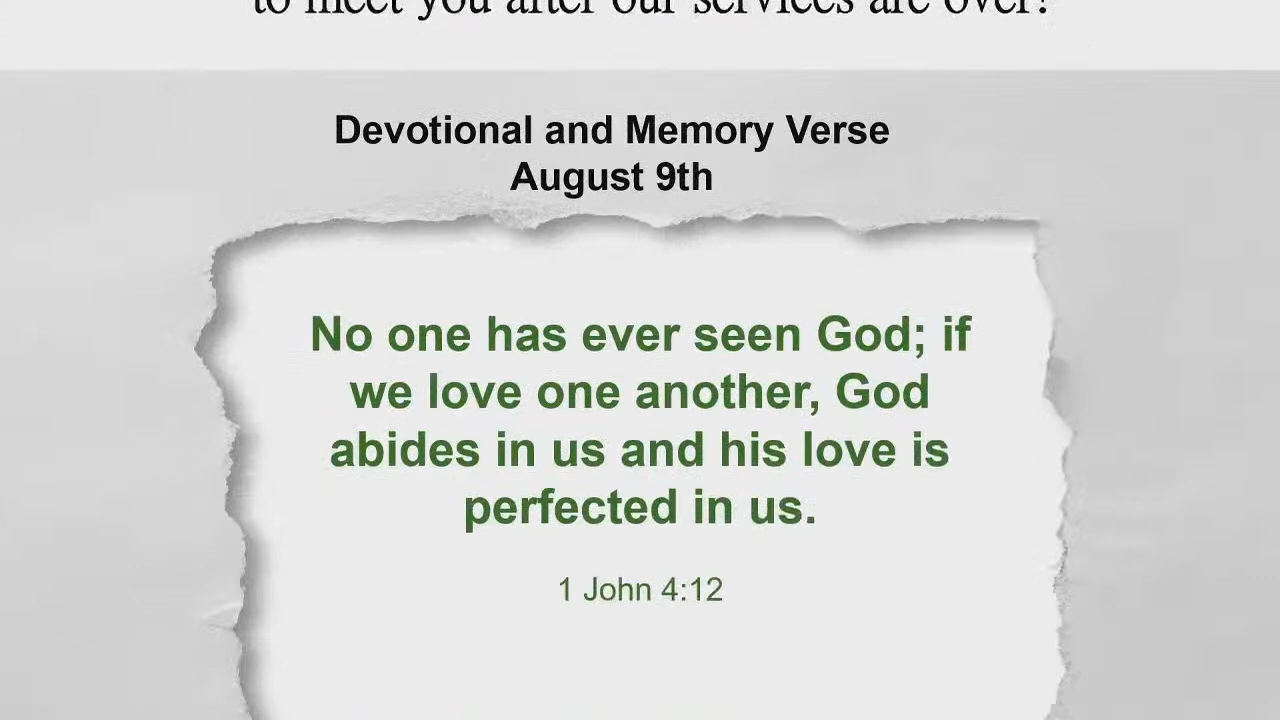 to meet you after our services are over!
Devotional and Memory Verse
August 9th
No one has ever seen God; if
we love one another, God
abides in us and his love is
perfected in us.
1 John 4:12